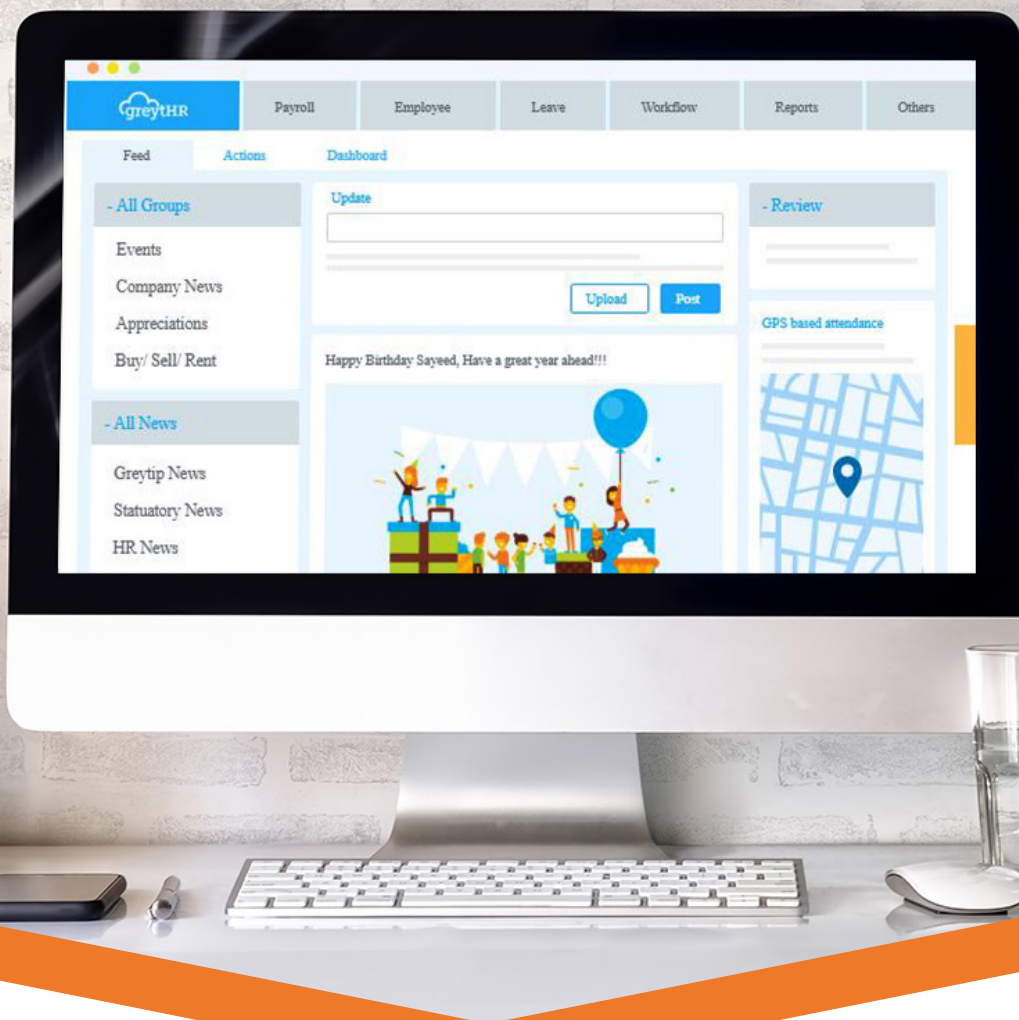 greytHR
Payroll
Employee
Leave
Workflow
Reports
Others
Feed
Actions
Dashboard
- All Groups
Events
Company News
Appreciations
Buy/ Sell/ Rent
- All News
Greytip News
Statuatory News
HR News
Update
Upload
Post
Happy Birthday Sayeed, Have a great year ahead!!!
- Review
GPS based attendance